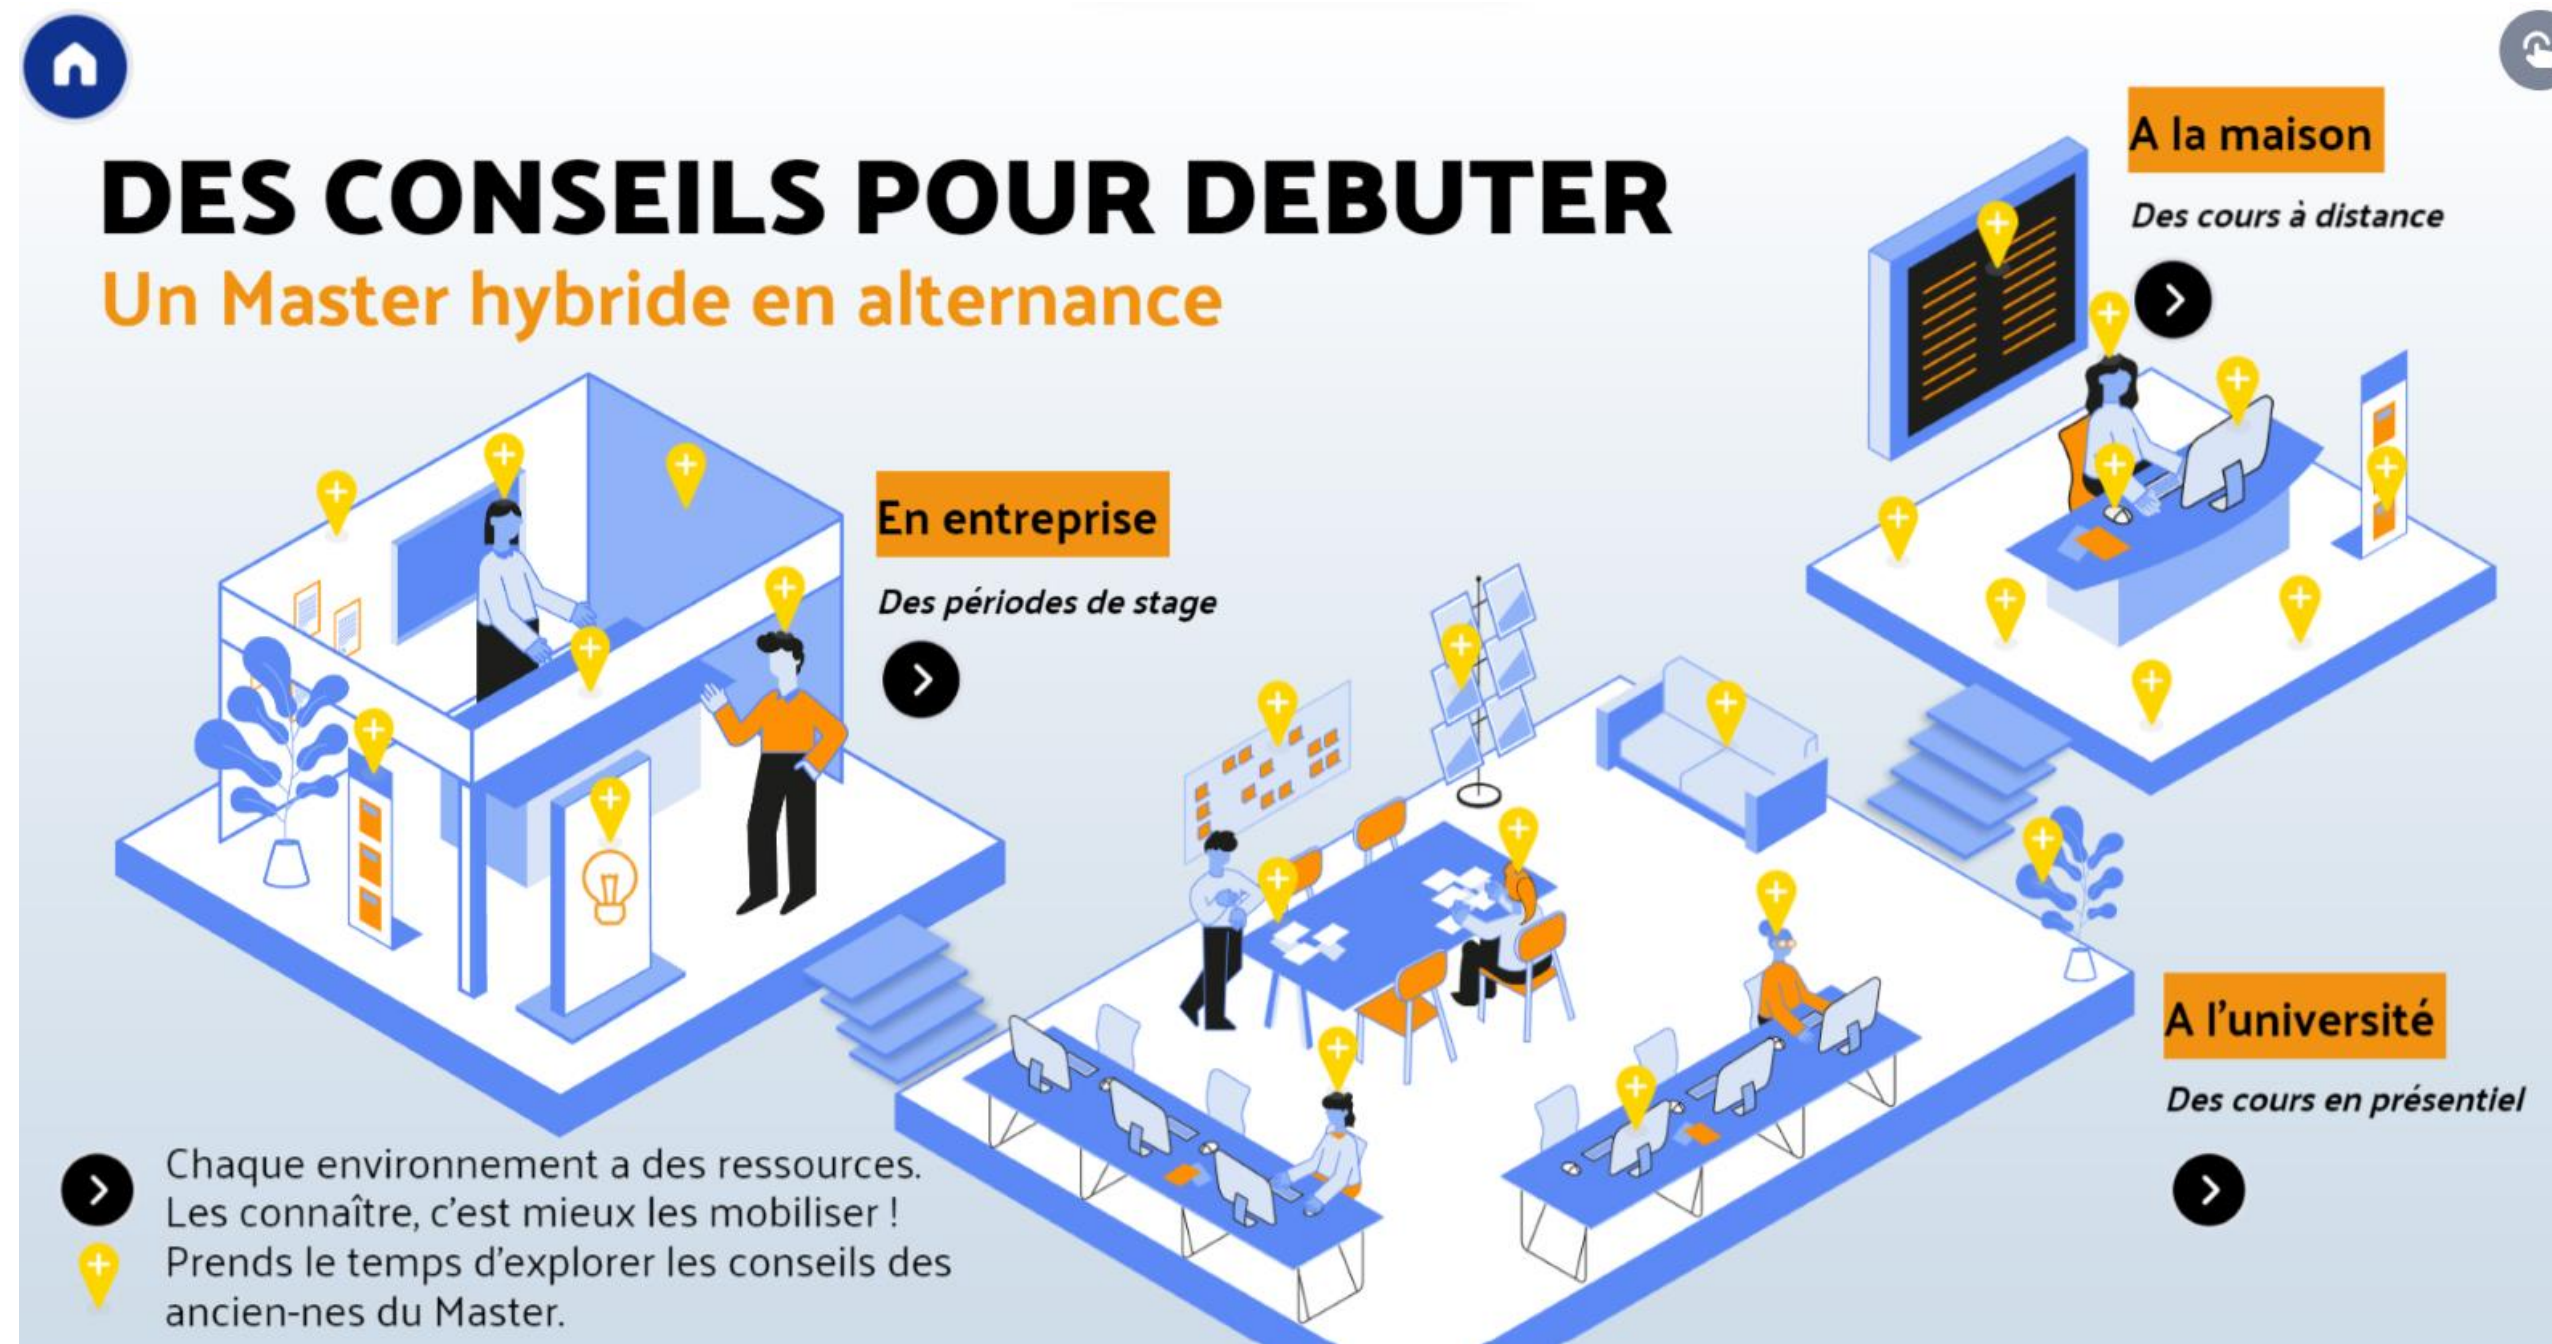 DES CONSEILS POUR DEBUTER
Un Master hybride en alternance
A la maison
Des cours à distance
En entreprise
Des périodes de stage
A l'université
Des cours en présentiel
Chaque environnement a des ressources.
Les connaître, c'est mieux les mobiliser !
Prends le temps d'explorer les conseils des
ancien-nes du Master.